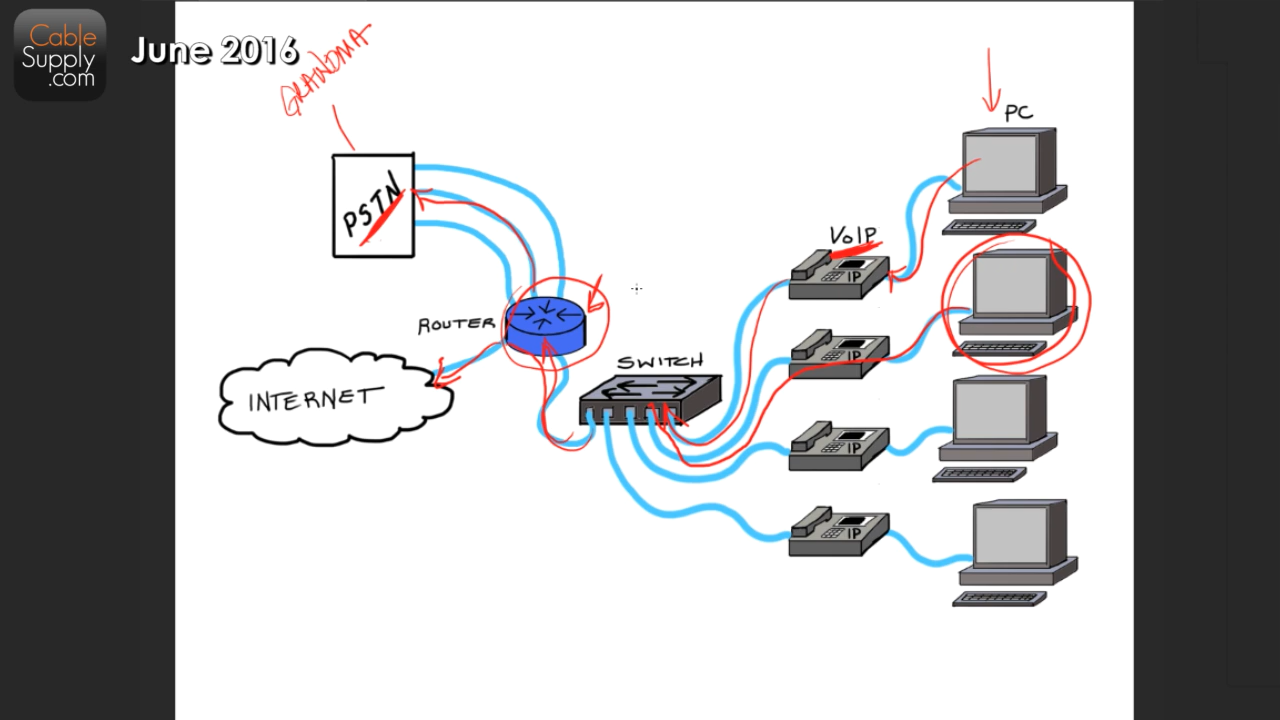 Cable
Supply
.com
June 2016
GRANDMA
PC
PSTN
VoIP
IP
ROUTER
IP
SWITCH
INTERNET
IP
IP